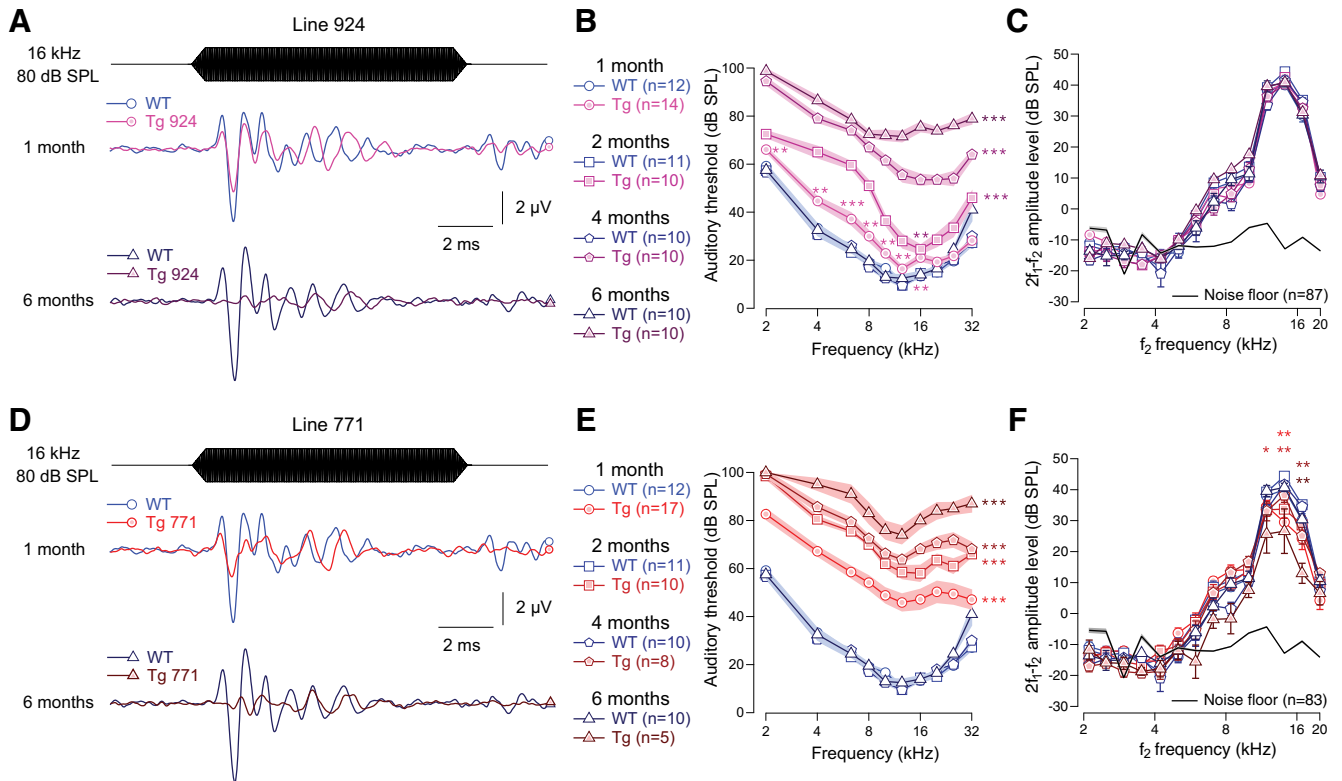 A
Line 924
16 kHz
80 dB SPL
WT
Tg 924
1 month
2 µV
2 ms
WT
Tg 924
6 months
B
1 month
WT (n=12)
Tg (n=14)
2 months
WT (n=11)
Tg (n=10)
4 months
WT (n=10)
Tg (n=10)
6 months
WT (n=10)
Tg (n=10)
Auditory threshold (dB SPL)
100
80
60
40
20
0
2 4 8 16 32
Frequency (kHz)
***
***
***
**
**
***
**
**
**
**
**
C
2f1-f2 amplitude level (dB SPL)
50
40
30
20
10
0
-10
-20
-30
Noise floor (n=87)
2 4 8 16 20
f2 frequency (kHz)
D
Line 771
16 kHz
80 dB SPL
WT
Tg 771
1 month
2 µV
2 ms
WT
Tg 771
6 months
E
1 month
WT (n=12)
Tg (n=17)
2 months
WT (n=11)
Tg (n=10)
4 months
WT (n=10)
Tg (n=8)
6 months
WT (n=10)
Tg (n=5)
Auditory threshold (dB SPL)
100
80
60
40
20
0
2 4 8 16 32
Frequency (kHz)
***
***
***
***
F
2f1-f2 amplitude level (dB SPL)
50
40
30
20
10
0
-10
-20
-30
**
* **
**
**
Noise floor (n=83)
2 4 8 16 20
f2 frequency (kHz)